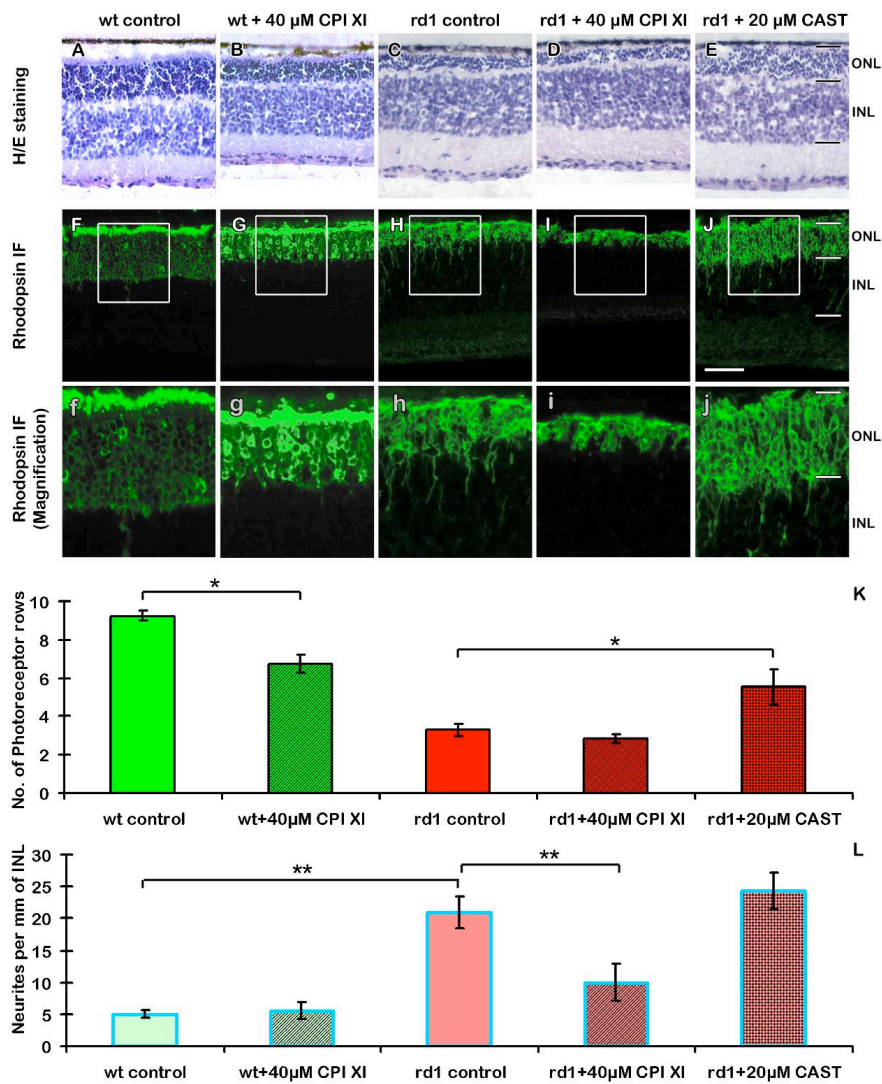 wt control wt + 40 µM CPI XI rd1 control rd1 + 40 µM CPI XI rd1 + 20 µM CAST
H/E staining
A B C D E
ONL
INL
Rhodopsin IF
F G H I J
ONL
INL
Rhodopsin IF
(Magnification)
f g h i j
ONL
INL
K
No. of Photoreceptor rows
10
8
6
4
2
0
* *
wt control wt+40µM CPI XI rd1 control rd1+40µM CPI XI rd1+20µM CAST
L
Neurites per mm of INL
30
25
20
15
10
5
0
** **
wt control wt+40µM CPI XI rd1 control rd1+40µM CPI XI rd1+20µM CAST